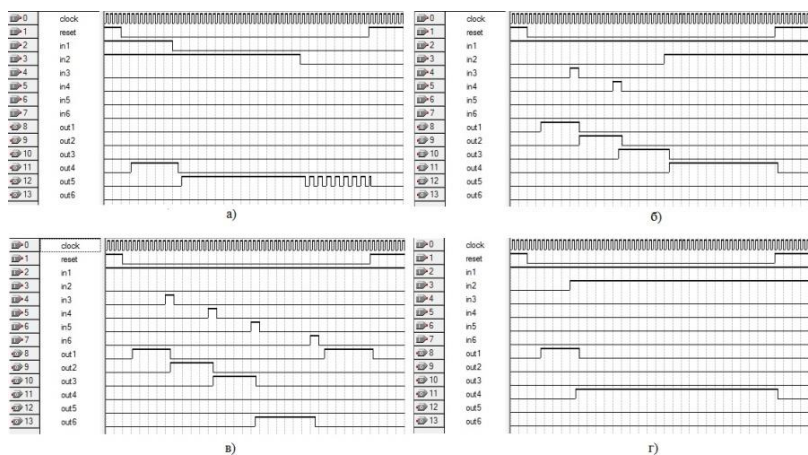 0 clock
1 reset
2 in1
3 in2
4 in3
5 in4
6 in5
7 in6
8 out1
9 out2
10 out3
11 out4
12 out5
13 out6
а)
0 clock
1 reset
2 in1
3 in2
4 in3
5 in4
6 in5
7 in6
8 out1
9 out2
10 out3
11 out4
12 out5
13 out6
б)
0 clock
1 reset
2 in1
3 in2
4 in3
5 in4
6 in5
7 in6
8 out1
9 out2
10 out3
11 out4
12 out5
13 out6
в)
0 clock
1 reset
2 in1
3 in2
4 in3
5 in4
6 in5
7 in6
8 out1
9 out2
10 out3
11 out4
12 out5
13 out6
г)